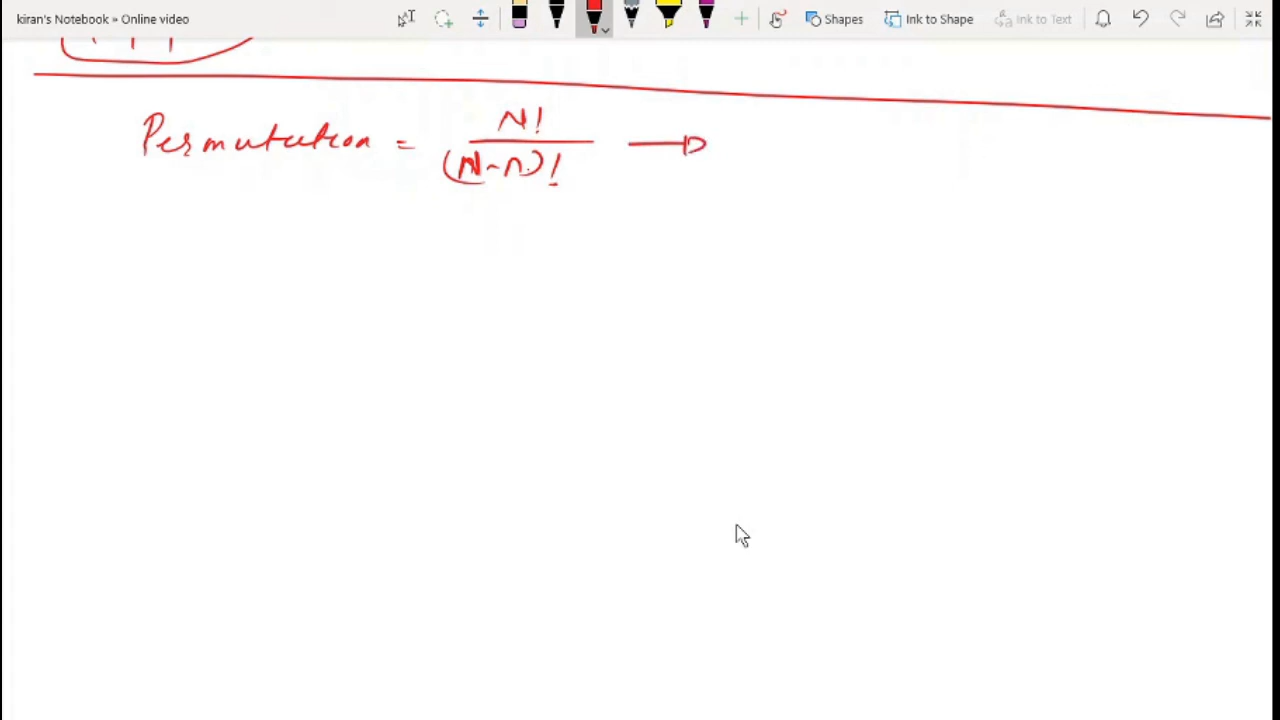 kiran's Notebook » Online video
Shapes
Ink to Shape
Ink to Text
Permutation = N!
(N-n)!